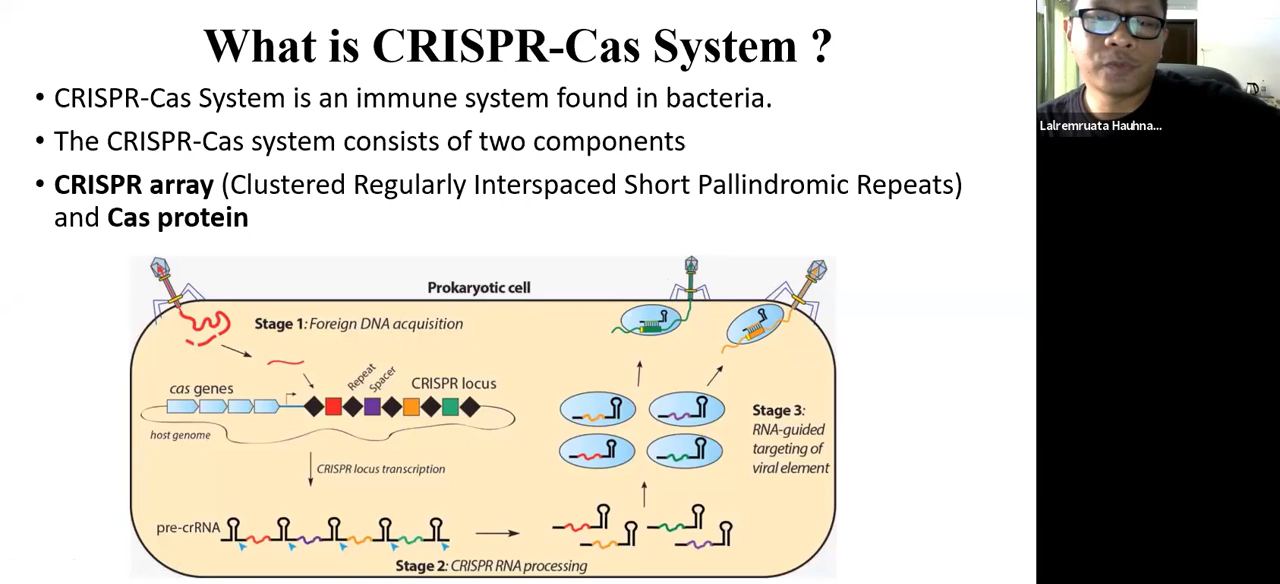 What is CRISPR-Cas System ?
• CRISPR-Cas System is an immune system found in bacteria.
• The CRISPR-Cas system consists of two components
• CRISPR array (Clustered Regularly Interspaced Short Pallindromic Repeats)
and Cas protein
Lalremruata Hauhna...
Prokaryotic cell
Stage 1: Foreign DNA acquisition
cas genes
Repeat
Spacer
CRISPR locus
host genome
CRISPR locus transcription
pre-crRNA
Stage 2: CRISPR RNA processing
Stage 3:
RNA-guided
targeting of
viral element